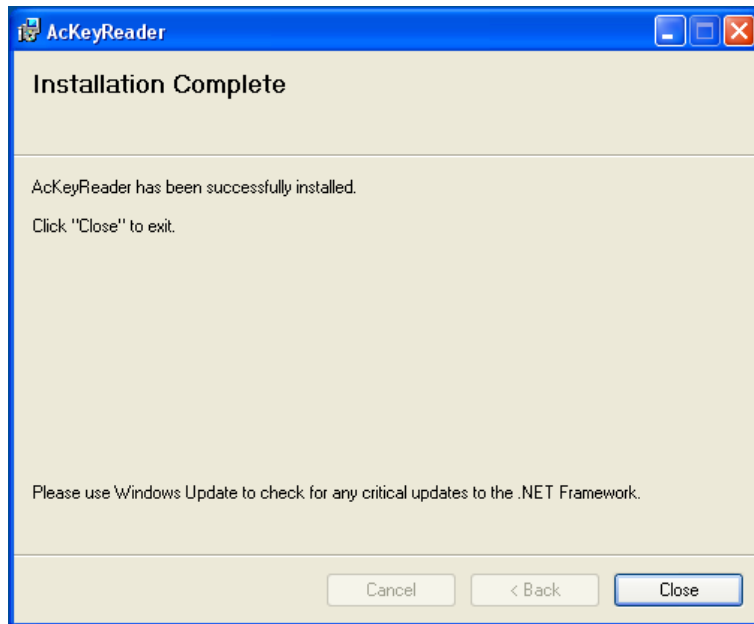 AcKeyReader
Installation Complete
AcKeyReader has been successfully installed.
Click "Close" to exit.
Please use Windows Update to check for any critical updates to the .NET Framework.
Cancel
< Back
Close